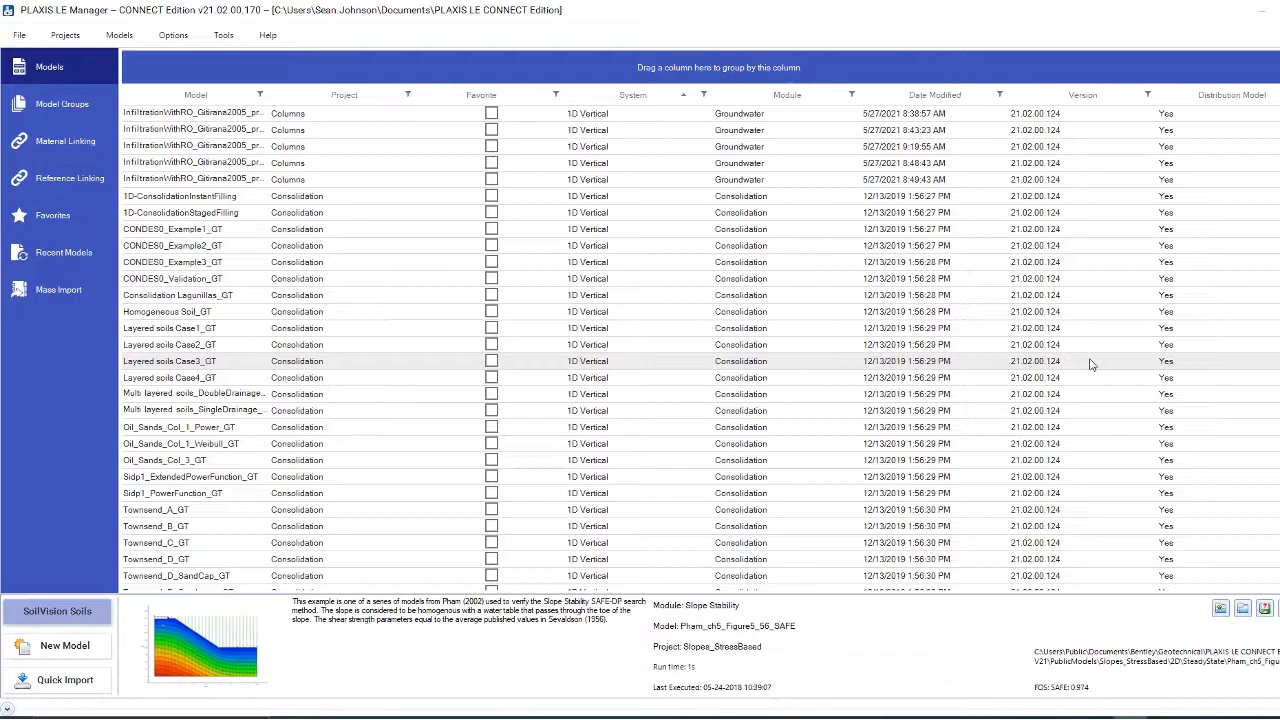 PLAXIS LE Manager -- CONNECT Edition v21.02.00.170 -- [C:\Users\Sean.Johnson\Documents\PLAXIS LE CONNECT Edition]
File Projects Models Options Tools Help
Models
Model Groups
Material Linking
Reference Linking
Favorites
Recent Models
Mass Import
Drag a column here to group by this column.
Model Project Favorite System Module Date Modified Version Distribution Model
InfiltrationWithRO_Gitirana2005_pr... Columns 1D Vertical Groundwater 5/27/2021 8:38:57 AM 21.02.00.124 Yes
InfiltrationWithRO_Gitirana2005_pr... Columns 1D Vertical Groundwater 5/27/2021 8:43:23 AM 21.02.00.124 Yes
InfiltrationWithRO_Gitirana2005_pr... Columns 1D Vertical Groundwater 5/27/2021 9:19:55 AM 21.02.00.124 Yes
InfiltrationWithRO_Gitirana2005_pr... Columns 1D Vertical Groundwater 5/27/2021 8:48:43 AM 21.02.00.124 Yes
InfiltrationWithRO_Gitirana2005_pr... Columns 1D Vertical Groundwater 5/27/2021 8:49:43 AM 21.02.00.124 Yes
1D-ConsolidationInstantFilling Consolidation 1D Vertical Consolidation 12/13/2019 1:56:27 PM 21.02.00.124 Yes
1D-ConsolidationStagedFilling Consolidation 1D Vertical Consolidation 12/13/2019 1:56:27 PM 21.02.00.124 Yes
CONDES0_Example1_GT Consolidation 1D Vertical Consolidation 12/13/2019 1:56:27 PM 21.02.00.124 Yes
CONDES0_Example2_GT Consolidation 1D Vertical Consolidation 12/13/2019 1:56:28 PM 21.02.00.124 Yes
CONDES0_Example3_GT Consolidation 1D Vertical Consolidation 12/13/2019 1:56:28 PM 21.02.00.124 Yes
CONDES0_Validation_GT Consolidation 1D Vertical Consolidation 12/13/2019 1:56:28 PM 21.02.00.124 Yes
Consolidation Lagunillas_GT Consolidation 1D Vertical Consolidation 12/13/2019 1:56:28 PM 21.02.00.124 Yes
Homogeneous Soil_GT Consolidation 1D Vertical Consolidation 12/13/2019 1:56:28 PM 21.02.00.124 Yes
Layered soils Case1_GT Consolidation 1D Vertical Consolidation 12/13/2019 1:56:29 PM 21.02.00.124 Yes
Layered soils Case2_GT Consolidation 1D Vertical Consolidation 12/13/2019 1:56:29 PM 21.02.00.124 Yes
Layered soils Case3_GT Consolidation 1D Vertical Consolidation 12/13/2019 1:56:29 PM 21.02.00.124 Yes
Layered soils Case4_GT Consolidation 1D Vertical Consolidation 12/13/2019 1:56:29 PM 21.02.00.124 Yes
Multi layered soils_DoubleDrainage... Consolidation 1D Vertical Consolidation 12/13/2019 1:56:29 PM 21.02.00.124 Yes
Multi layered soils_SingleDrainage_... Consolidation 1D Vertical Consolidation 12/13/2019 1:56:29 PM 21.02.00.124 Yes
Oil_Sands_Col_1_Power_GT Consolidation 1D Vertical Consolidation 12/13/2019 1:56:29 PM 21.02.00.124 Yes
Oil_Sands_Col_1_Weibull_GT Consolidation 1D Vertical Consolidation 12/13/2019 1:56:29 PM 21.02.00.124 Yes
Oil_Sands_Col_3_GT Consolidation 1D Vertical Consolidation 12/13/2019 1:56:29 PM 21.02.00.124 Yes
Sidp1_ExtendedPowerFunction_GT Consolidation 1D Vertical Consolidation 12/13/2019 1:56:29 PM 21.02.00.124 Yes
Sidp1_PowerFunction_GT Consolidation 1D Vertical Consolidation 12/13/2019 1:56:29 PM 21.02.00.124 Yes
Townsend_A_GT Consolidation 1D Vertical Consolidation 12/13/2019 1:56:30 PM 21.02.00.124 Yes
Townsend_B_GT Consolidation 1D Vertical Consolidation 12/13/2019 1:56:30 PM 21.02.00.124 Yes
Townsend_C_GT Consolidation 1D Vertical Consolidation 12/13/2019 1:56:30 PM 21.02.00.124 Yes
Townsend_D_GT Consolidation 1D Vertical Consolidation 12/13/2019 1:56:30 PM 21.02.00.124 Yes
Townsend_D_SandCap_GT Consolidation 1D Vertical Consolidation 12/13/2019 1:56:30 PM 21.02.00.124 Yes
SoilVision Soils
New Model
Quick Import
This example is one of a series of models from Pham (2002) used to verify the Slope Stability SAFE-DP search
method. The slope is considered to be homogenous with a water table that passes through the toe of the
slope. The shear strength parameters equal to the average published values in Sevaldson (1956).
Module: Slope Stability
Model: Pham_ch5_Figure5_56_SAFE
Project: Slopes_StressBased
Run time: 1s
Last Executed: 05-24-2018 10:39:07
C:\Users\Public\Documents\Bentley\Geotechnical\PLAXIS LE CONNECT E
V21\PublicModels\Slopes_StressBased\2D\SteadyState\Pham_ch5_Figu
FOS: SAFE: 0.974